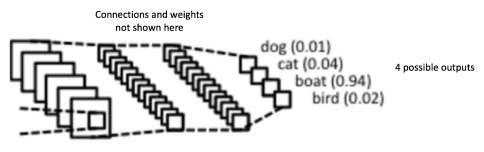 Connections and weights
not shown here
dog (0.01)
cat (0.04)
boat (0.94)
bird (0.02)
4 possible outputs